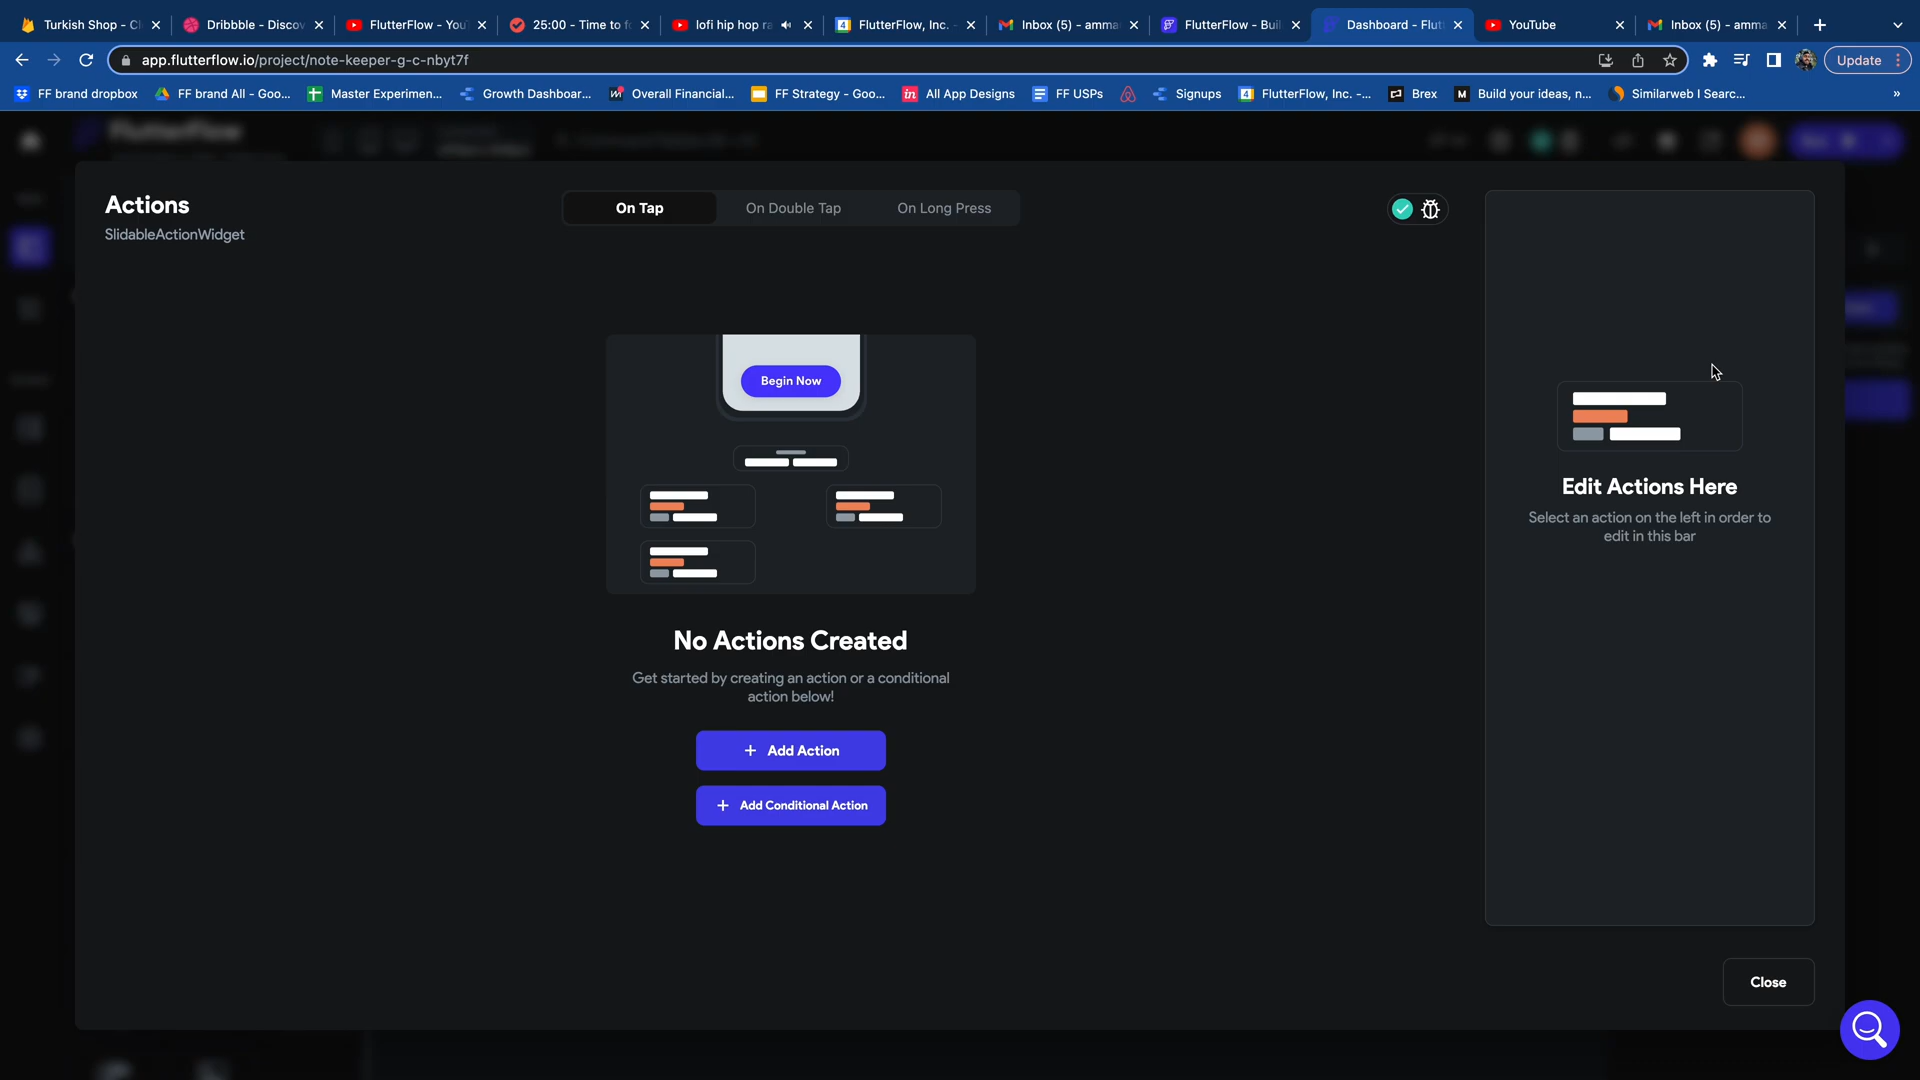 Turkish Shop - Cl
Dribbble - Discov
FlutterFlow - You
25:00 - Time to fo
lofi hip hop ra
FlutterFlow, Inc. -
Inbox (5) - amma
FlutterFlow - Buil
Dashboard - Flut
YouTube
Inbox (5) - amma
app.flutterflow.io/project/note-keeper-g-c-nbyt7f
Update
FF brand dropbox
FF brand All - Goo...
Master Experimen...
Growth Dashboar...
Overall Financial...
FF Strategy - Goo...
All App Designs
FF USPs
Signups
FlutterFlow, Inc. -...
Brex
Build your ideas, n...
Similarweb I Searc...
»
FlutterFlow
Actions
SlidableActionWidget
On Tap
On Double Tap
On Long Press
Begin Now
No Actions Created
Get started by creating an action or a conditional
action below!
+ Add Action
+ Add Conditional Action
Edit Actions Here
Select an action on the left in order to
edit in this bar
Close